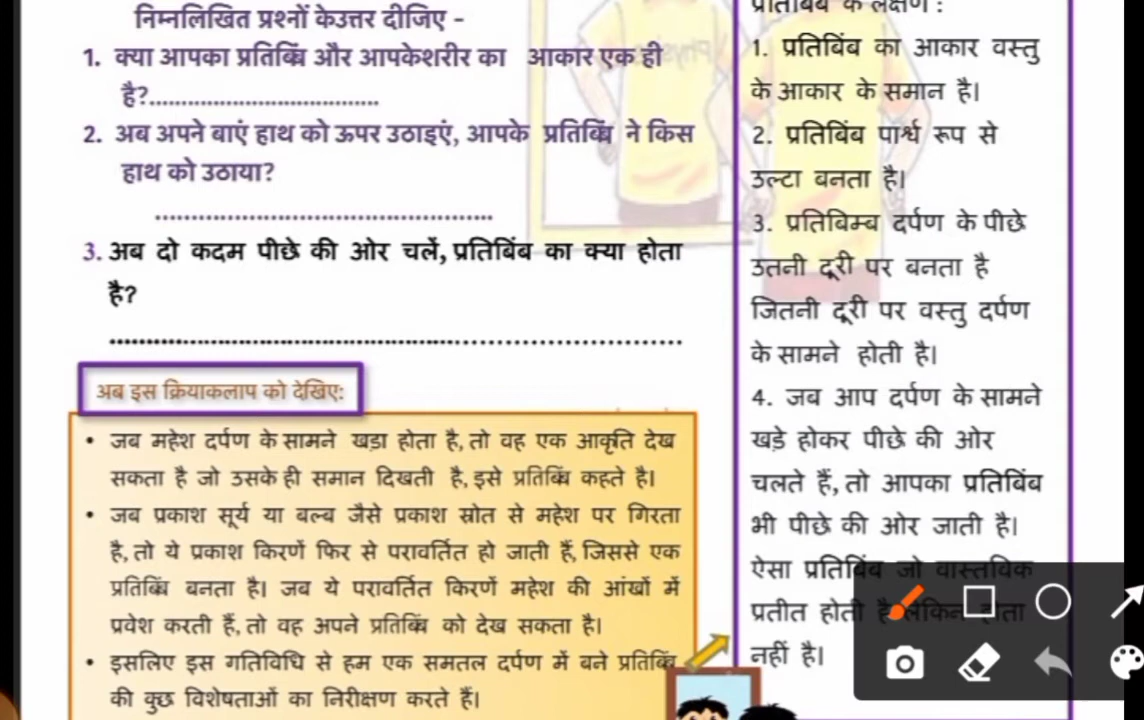 निम्नलिखित प्रश्नों केउत्तर दीजिए -
1. क्या आपका प्रतिबिंब और आपकेशरीर का आकार एक ही
है?.......................................
2. अब अपने बाएं हाथ को ऊपर उठाइएं, आपके प्रतिबिंब ने किस
हाथ को उठाया?
................................................
3. अब दो कदम पीछे की ओर चलें, प्रतिबिंब का क्या होता
है?
................................................................................
अब इस क्रियाकलाप को देखिए:
• जब महेश दर्पण के सामने खड़ा होता है, तो वह एक आकृति देख
सकता है जो उसके ही समान दिखती है, इसे प्रतिबिंब कहते है।
• जब प्रकाश सूर्य या बल्ब जैसे प्रकाश स्रोत से महेश पर गिरता
है, तो ये प्रकाश किरणें फिर से परावर्तित हो जाती हैं, जिससे एक
प्रतिबिंब बनता है। जब ये परावर्तित किरणें महेश की आंखों में
प्रवेश करती हैं, तो वह अपने प्रतिबिंब को देख सकता है।
• इसलिए इस गतिविधि से हम एक समतल दर्पण में बने प्रतिबिंब
की कुछ विशेषताओं का निरीक्षण करते हैं।
प्रतिबिंब के लक्षण :
1. प्रतिबिंब का आकार वस्तु
के आकार के समान है।
2. प्रतिबिंब पार्श्व रूप से
उल्टा बनता है।
3. प्रतिबिम्ब दर्पण के पीछे
उतनी दूरी पर बनता है
जितनी दूरी पर वस्तु दर्पण
के सामने होती है।
4. जब आप दर्पण के सामने
खड़े होकर पीछे की ओर
चलते हैं, तो आपका प्रतिबिंब
भी पीछे की ओर जाती है।
ऐसा प्रतिबिंब जो वास्तविक
प्रतीत होती है लेकिन होता
नहीं है।